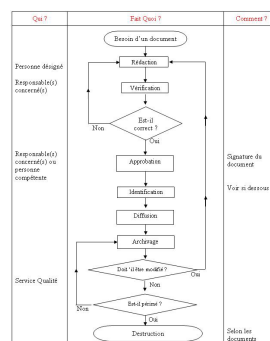 Qui ?
Fait Quoi ?
Comment ?
Besoin d'un document
Personne désigné
Rédaction
Responsable(s)
concerné(s)
Vérification
Est-il
correct ?
Non
Oui
Responsable(s)
concerné(s) ou
personne
compétente
Approbation
Signature du
document
Identification
Voir si dessous
Diffusion
Archivage
Service Qualité
Doit 'il être modifié ?
Oui
Non
Est-il périmé ?
Non
Oui
Destruction
Selon les
documents